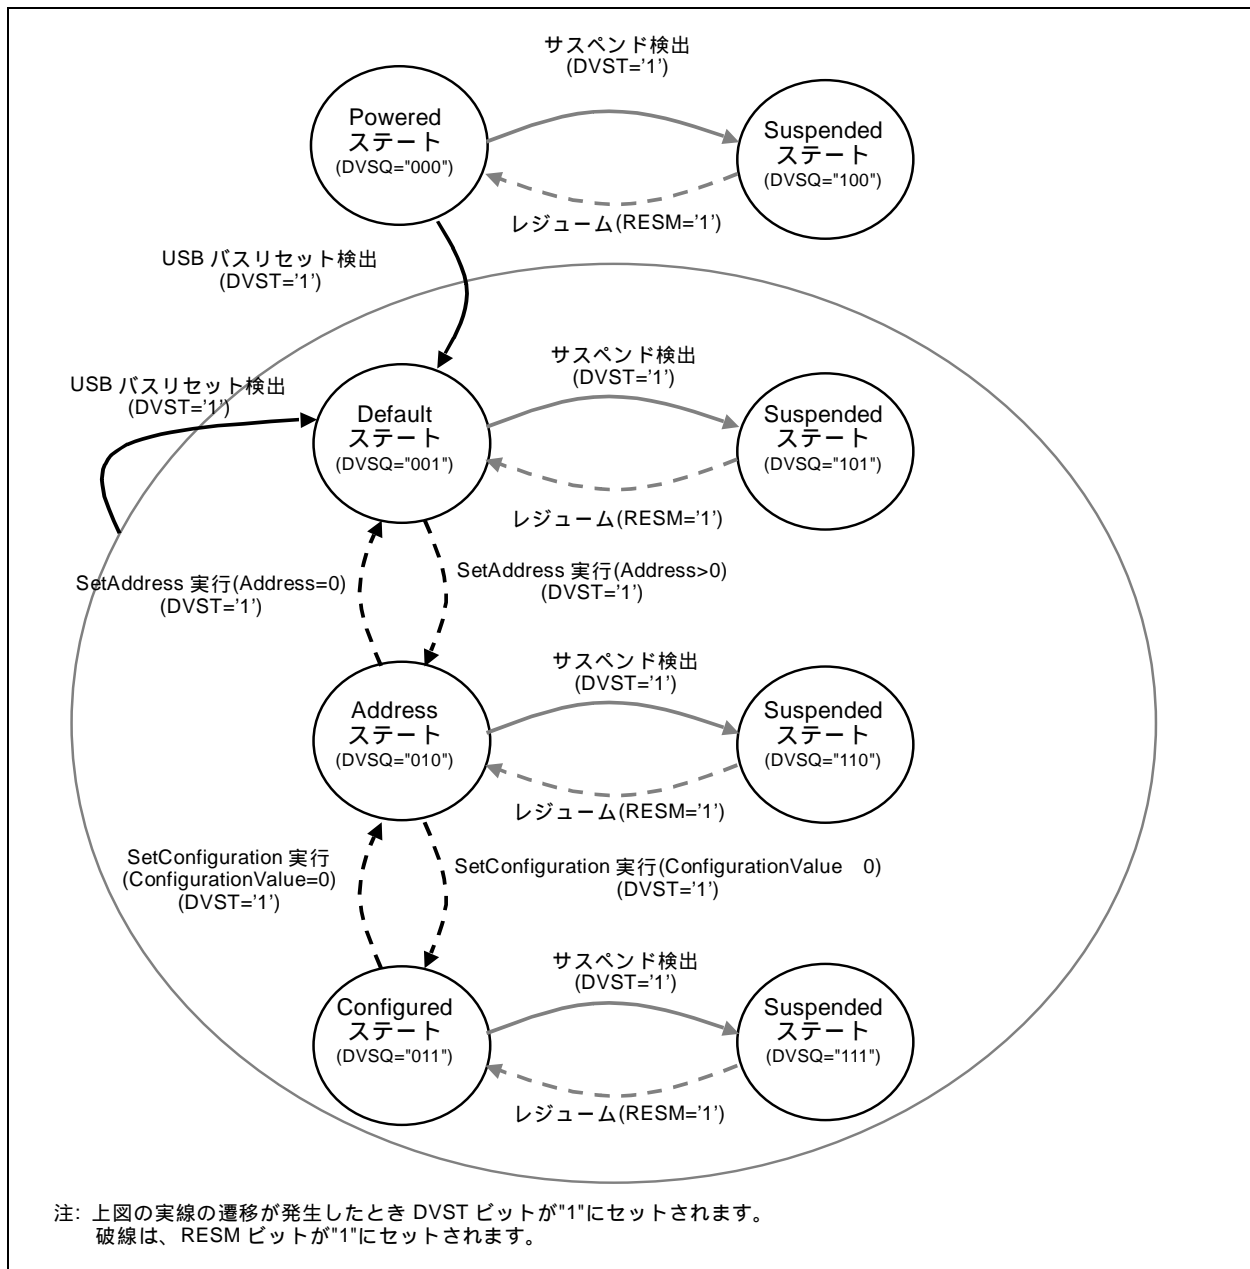 サスペンド検出
(DVST='1')
Powered
ステート
(DVSQ="000")
Suspended
ステート
(DVSQ="100")
レジューム(RESM='1')
USB バスリセット検出
(DVST='1')
サスペンド検出
(DVST='1')
USB バスリセット検出
(DVST='1')
Default
ステート
(DVSQ="001")
Suspended
ステート
(DVSQ="101")
レジューム(RESM='1')
SetAddress 実行(Address=0)
(DVST='1')
SetAddress 実行(Address>0)
(DVST='1')
サスペンド検出
(DVST='1')
Address
ステート
(DVSQ="010")
Suspended
ステート
(DVSQ="110")
レジューム(RESM='1')
SetConfiguration 実行
(ConfigurationValue=0)
(DVST='1')
SetConfiguration 実行(ConfigurationValue 0)
(DVST='1')
サスペンド検出
(DVST='1')
Configured
ステート
(DVSQ="011")
Suspended
ステート
(DVSQ="111")
レジューム(RESM='1')
注: 上図の実線の遷移が発生したとき DVST ビットが"1"にセットされます。
破線は、RESM ビットが"1"にセットされます。